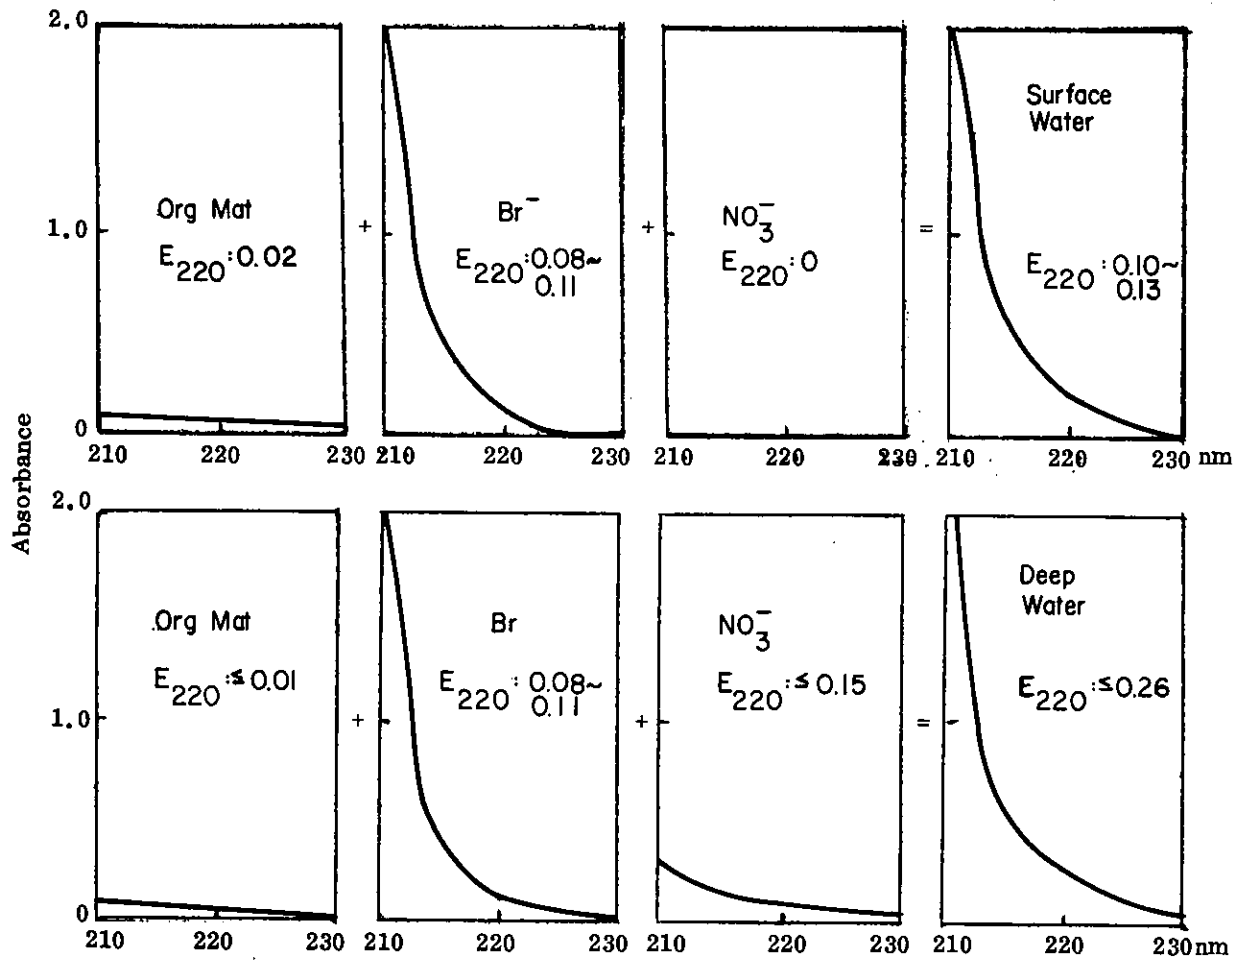 2.0
1.0
0
Absorbance
Org Mat
E220:0.02
+
Br−
E220:0.08~
0.11
+
NO3−
E220:0
=
Surface
Water
E220:0.10~
0.13
210 220 230
210 220 230
210 220 230
210 220 230 nm
2.0
1.0
0
Org Mat
E220:≤0.01
+
Br
E220:0.08~
0.11
+
NO3−
E220:≤0.15
=
Deep
Water
E220:≤0.26
210 220 230
210 220 230
210 220 230
210 220 230 nm